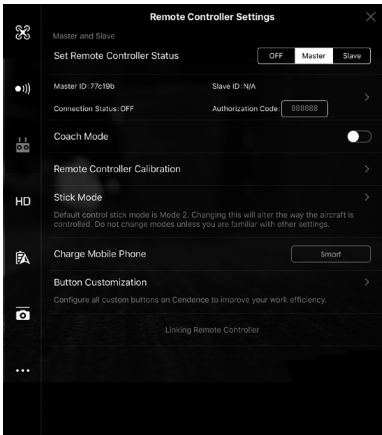 Remote Controller Settings
Master and Slave
Set Remote Controller Status OFF Master Slave
Master ID: 77c19b Slave ID: N/A
Connection Status: OFF Authorization Code: 888888
Coach Mode
Remote Controller Calibration
HD Stick Mode
Default control stick mode is Mode 2. Changing this will alter the way the aircraft is
controlled. Do not change modes unless you are familiar with other settings.
Charge Mobile Phone Smart
Button Customization
Configure all custom buttons on Cendence to improve your work efficiency.
Linking Remote Controller